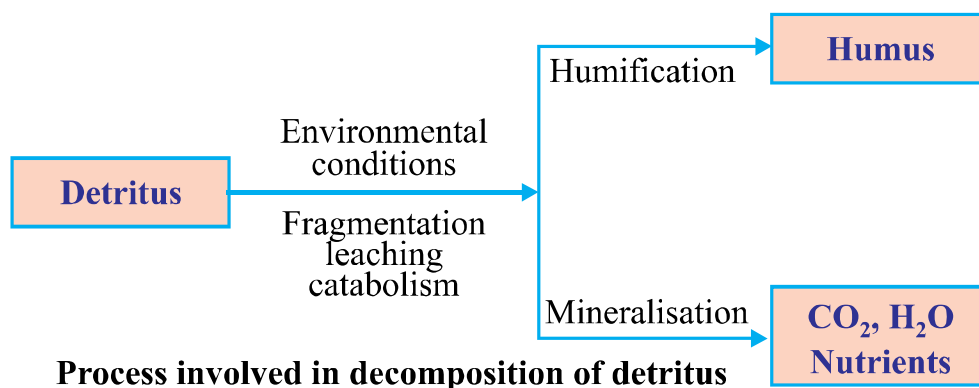 Humus
Humification
Environmental
conditions
Detritus
Fragmentation
leaching
catabolism
Mineralisation
CO₂, H₂O
Nutrients
Process involved in decomposition of detritus